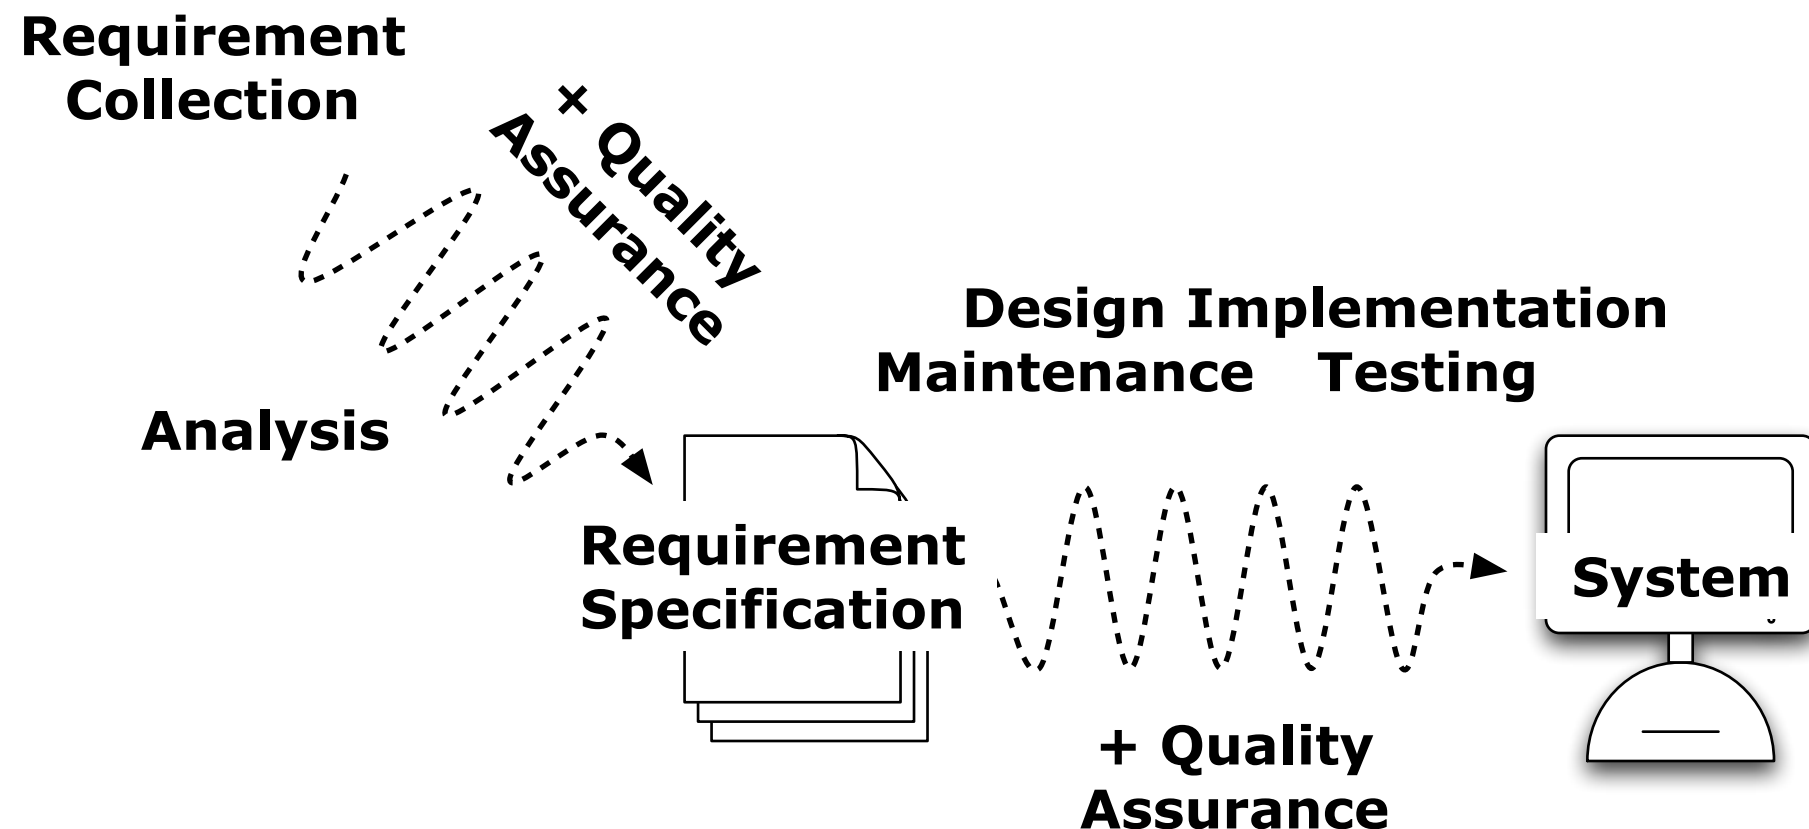 Requirement
Collection
+ Quality
Assurance
Analysis
Design Implementation
Maintenance Testing
Requirement
Specification
System
+ Quality
Assurance